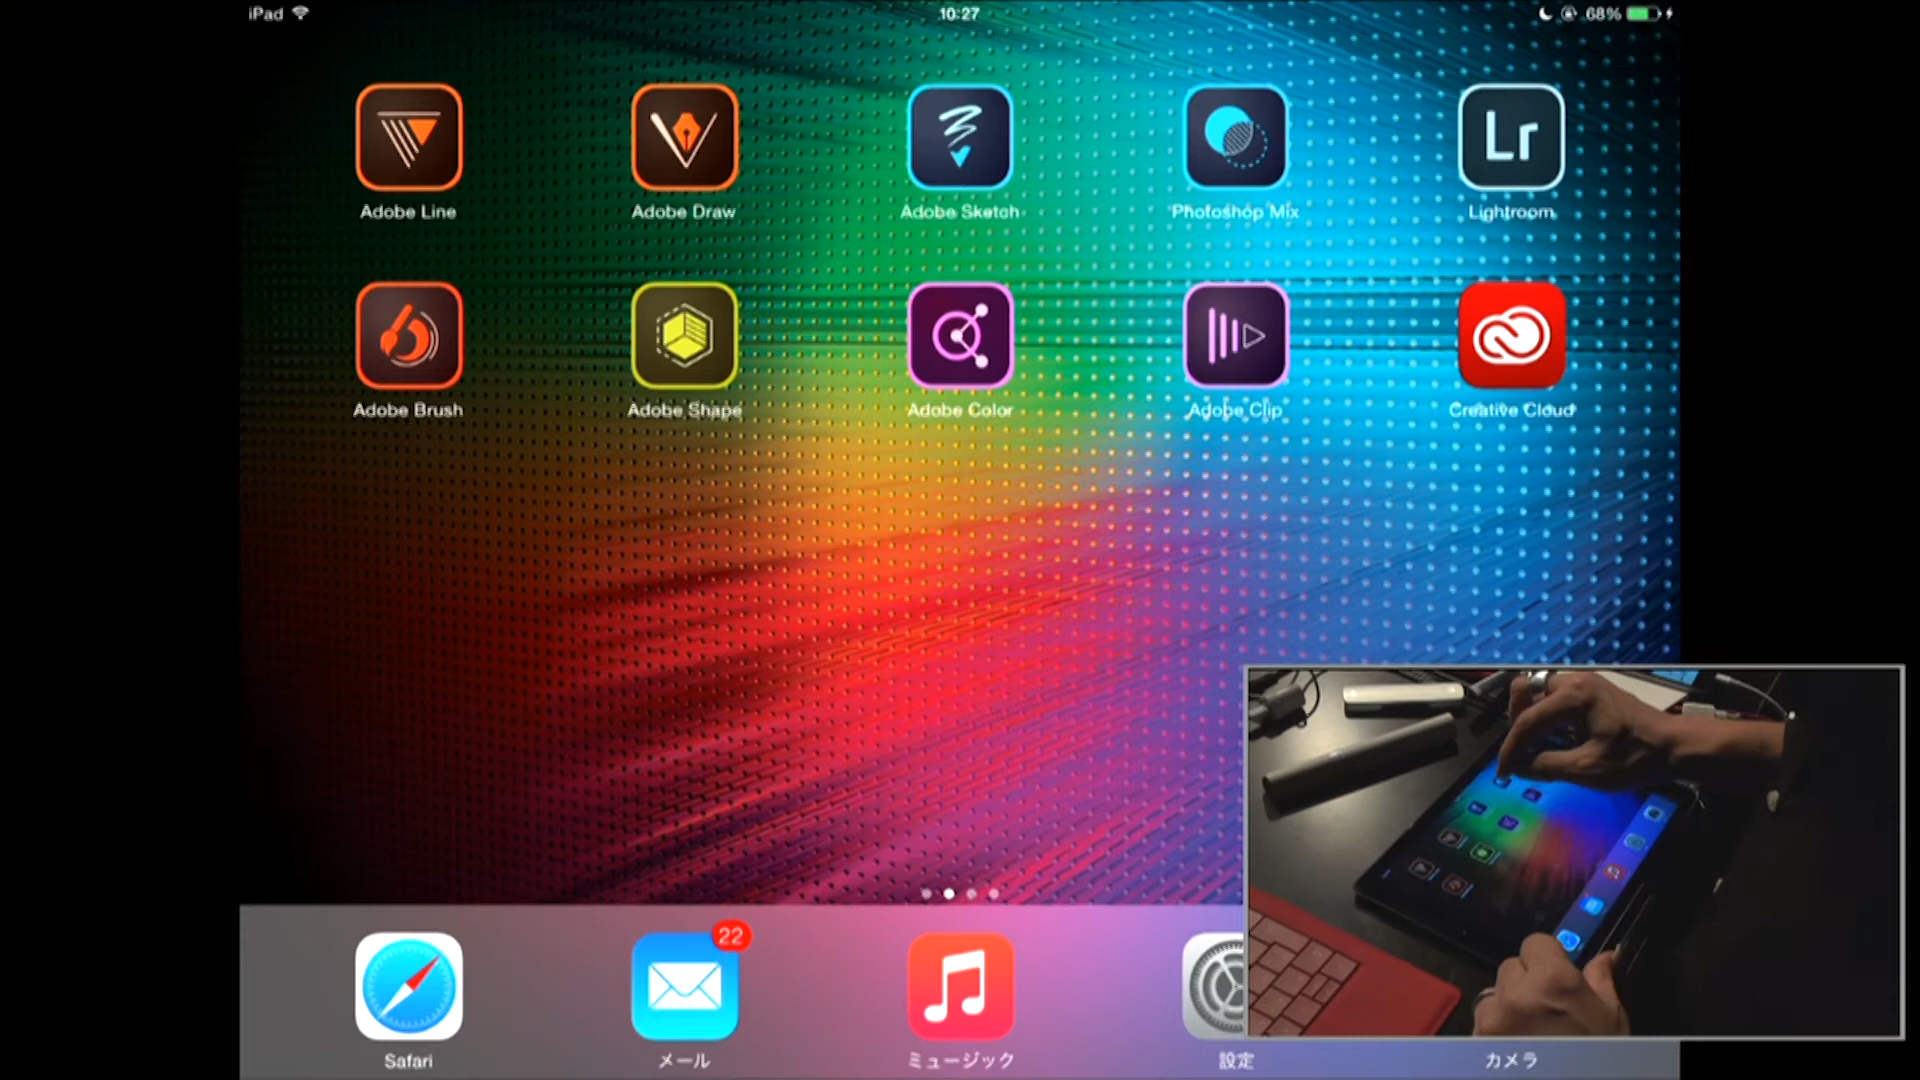 iPad 10:27 68%
Adobe Line Adobe Draw Adobe Sketch Photoshop Mix Lightroom
Lr
Adobe Brush Adobe Shape Adobe Color Adobe Clip Creative Cloud
22
Safari メール ミュージック 設定 カメラ